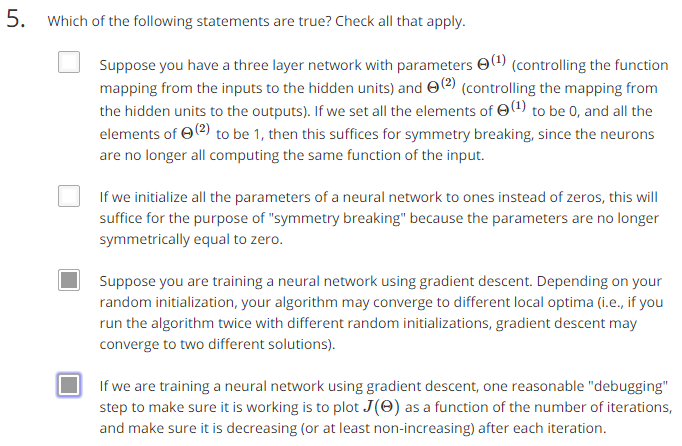 5. Which of the following statements are true? Check all that apply.
Suppose you have a three layer network with parameters Θ⁽¹⁾ (controlling the function
mapping from the inputs to the hidden units) and Θ⁽²⁾ (controlling the mapping from
the hidden units to the outputs). If we set all the elements of Θ⁽¹⁾ to be 0, and all the
elements of Θ⁽²⁾ to be 1, then this suffices for symmetry breaking, since the neurons
are no longer all computing the same function of the input.
If we initialize all the parameters of a neural network to ones instead of zeros, this will
suffice for the purpose of "symmetry breaking" because the parameters are no longer
symmetrically equal to zero.
Suppose you are training a neural network using gradient descent. Depending on your
random initialization, your algorithm may converge to different local optima (i.e., if you
run the algorithm twice with different random initializations, gradient descent may
converge to two different solutions).
If we are training a neural network using gradient descent, one reasonable "debugging"
step to make sure it is working is to plot J(Θ) as a function of the number of iterations,
and make sure it is decreasing (or at least non-increasing) after each iteration.